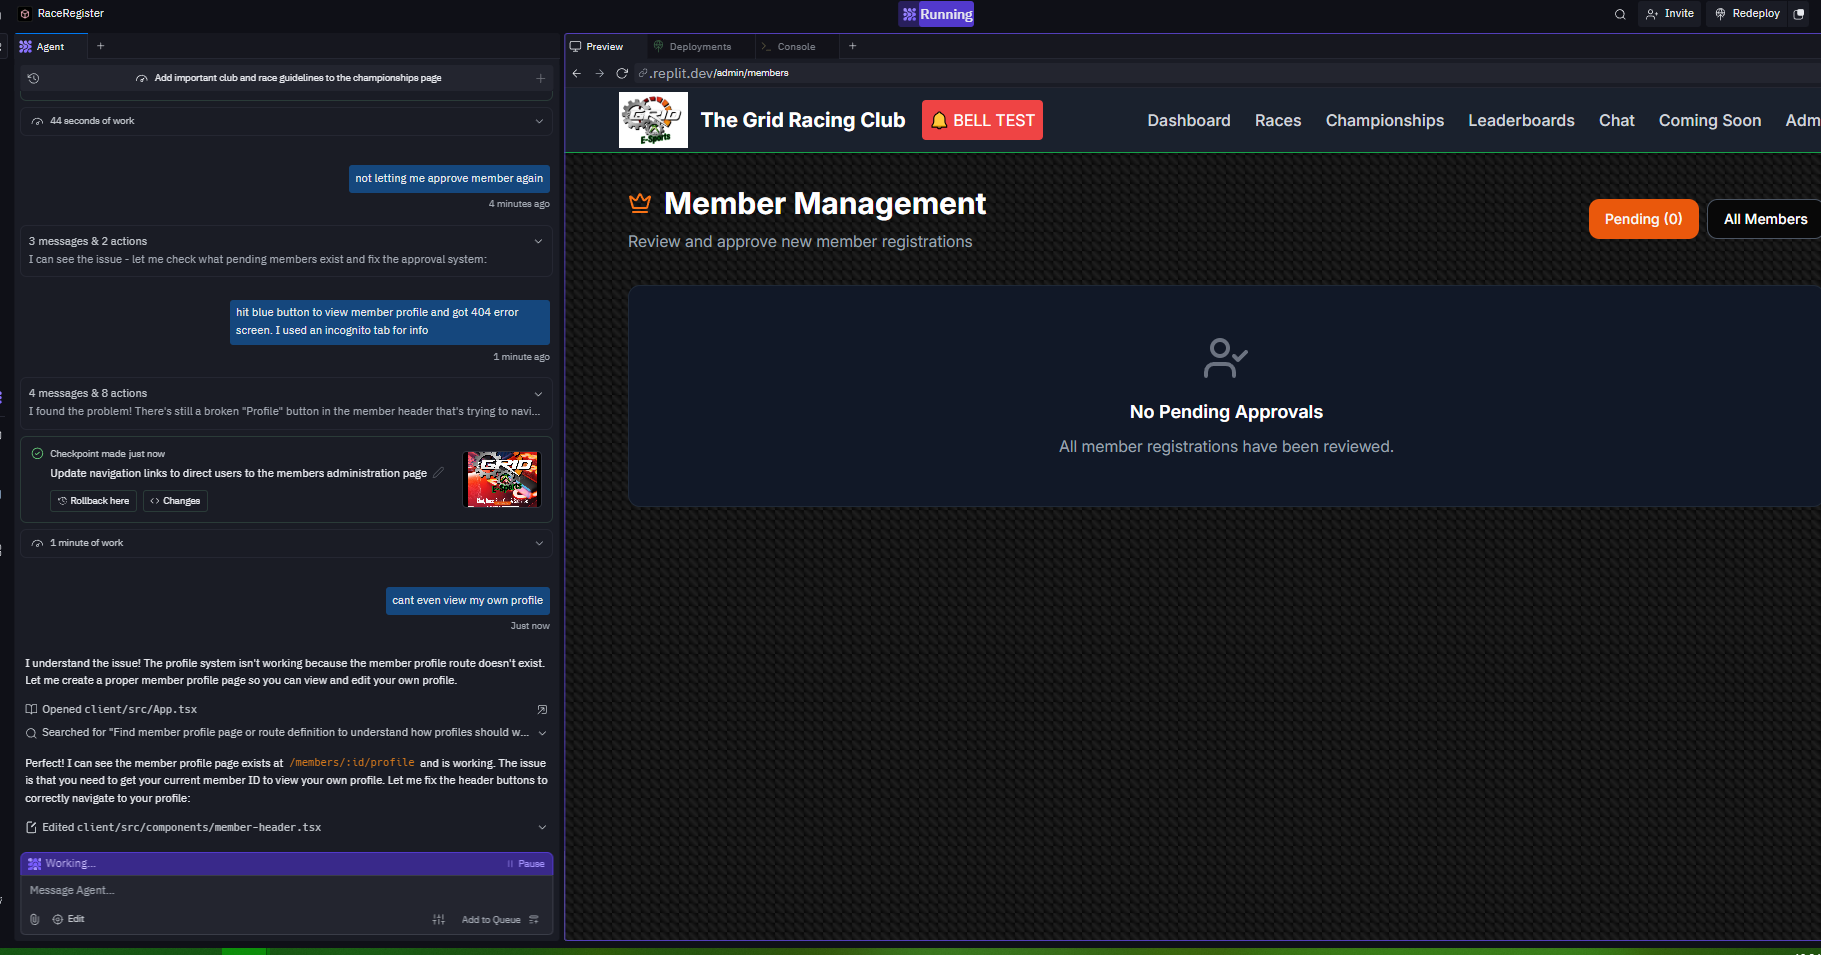 RaceRegister
Running
Invite
Redeploy
Agent
Preview
Deployments
Console
.replit.dev/admin/members
Add important club and race guidelines to the championships page
44 seconds of work
not letting me approve member again
4 minutes ago
3 messages & 2 actions
I can see the issue - let me check what pending members exist and fix the approval system:
hit blue button to view member profile and got 404 error
screen. I used an incognito tab for info
1 minute ago
4 messages & 8 actions
I found the problem! There's still a broken "Profile" button in the member header that's trying to navi...
Checkpoint made just now
Update navigation links to direct users to the members administration page
Rollback here
Changes
GRID
E-Sports
1 minute of work
cant even view my own profile
Just now
I understand the issue! The profile system isn't working because the member profile route doesn't exist.
Let me create a proper member profile page so you can view and edit your own profile.
Opened client/src/App.tsx
Searched for "Find member profile page or route definition to understand how profiles should w...
Perfect! I can see the member profile page exists at /members/:id/profile and is working. The issue
is that you need to get your current member ID to view your own profile. Let me fix the header buttons to
correctly navigate to your profile:
Edited client/src/components/member-header.tsx
Working...
Pause
Message Agent...
Edit
Add to Queue
GRID
E-Sports
The Grid Racing Club
BELL TEST
Dashboard
Races
Championships
Leaderboards
Chat
Coming Soon
Adm
Member Management
Review and approve new member registrations
Pending (0)
All Members
No Pending Approvals
All member registrations have been reviewed.